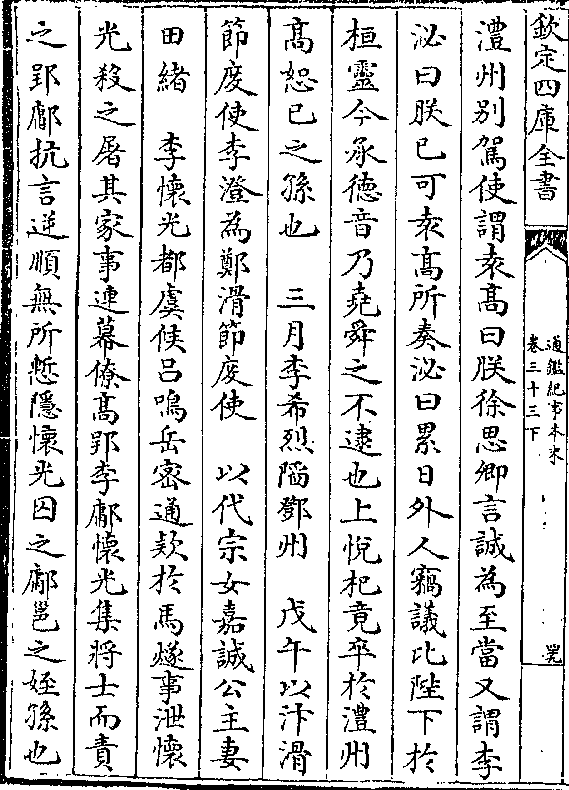 欽定四庫全書
通鑑紀事本末
卷三十三下
罢
澧州别駕使謂袁髙曰朕徐思卿言誠為至當又謂李
泌曰朕已可袁髙所奏泌曰累日外人竊議比陛下於
桓靈今承德音乃堯舜之不逮也上悅杞竟卒於澧州
髙恕已之孫也　三月李希烈陷鄧州　戊午以汴滑
節度使李澄為鄭滑節度使　以代宗女嘉誠公主妻
田緒　李懷光都虞候吕鳴岳密通欵於馬燧事泄懷
光殺之屠其家事連幕僚髙郢李鄘懷光集將士而責
之郢鄘抗言逆順無所慙隱懷光囚之鄘邕之姪孫也